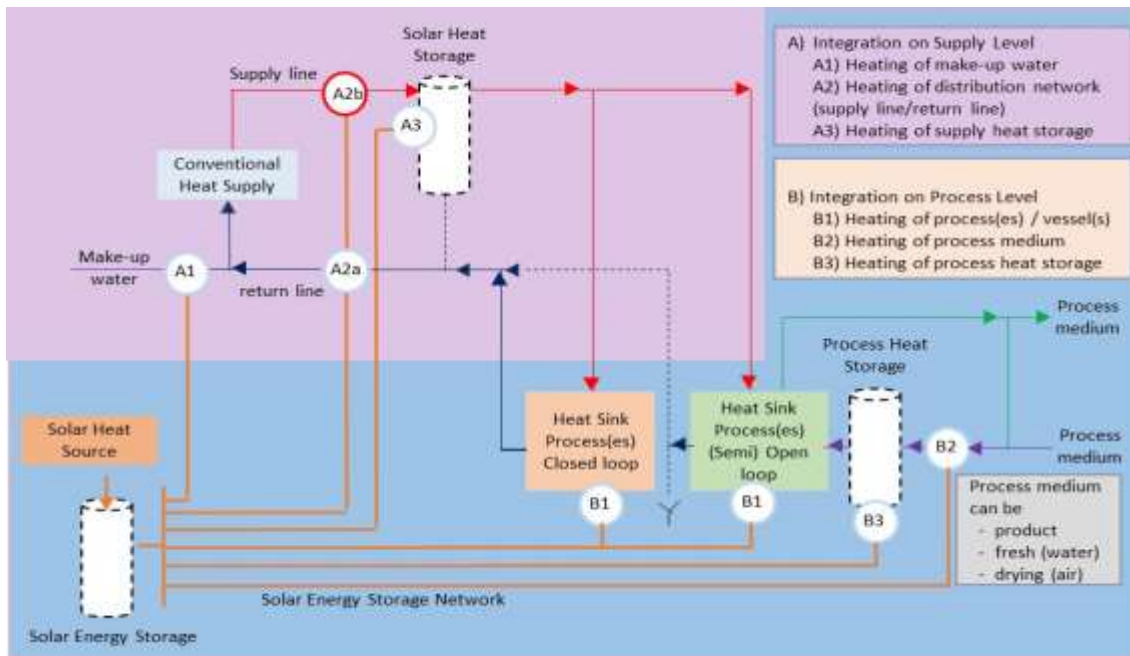 Solar Heat
Storage
Supply line
A2b
A3
Conventional
Heat Supply
Make-up
water
A1
A2a
return line
A) Integration on Supply Level
A1) Heating of make-up water
A2) Heating of distribution network
(supply line/return line)
A3) Heating of supply heat storage
B) Integration on Process Level
B1) Heating of process(es) / vessel(s)
B2) Heating of process medium
B3) Heating of process heat storage
Process
medium
Process Heat
Storage
Heat Sink
Process(es)
Closed loop
Heat Sink
Process(es)
(Semi) Open
loop
B2
Process
medium
B1
B1
B3
Process medium
can be
- product
- fresh (water)
- drying (air)
Solar Heat
Source
Solar Energy Storage Network
Solar Energy Storage